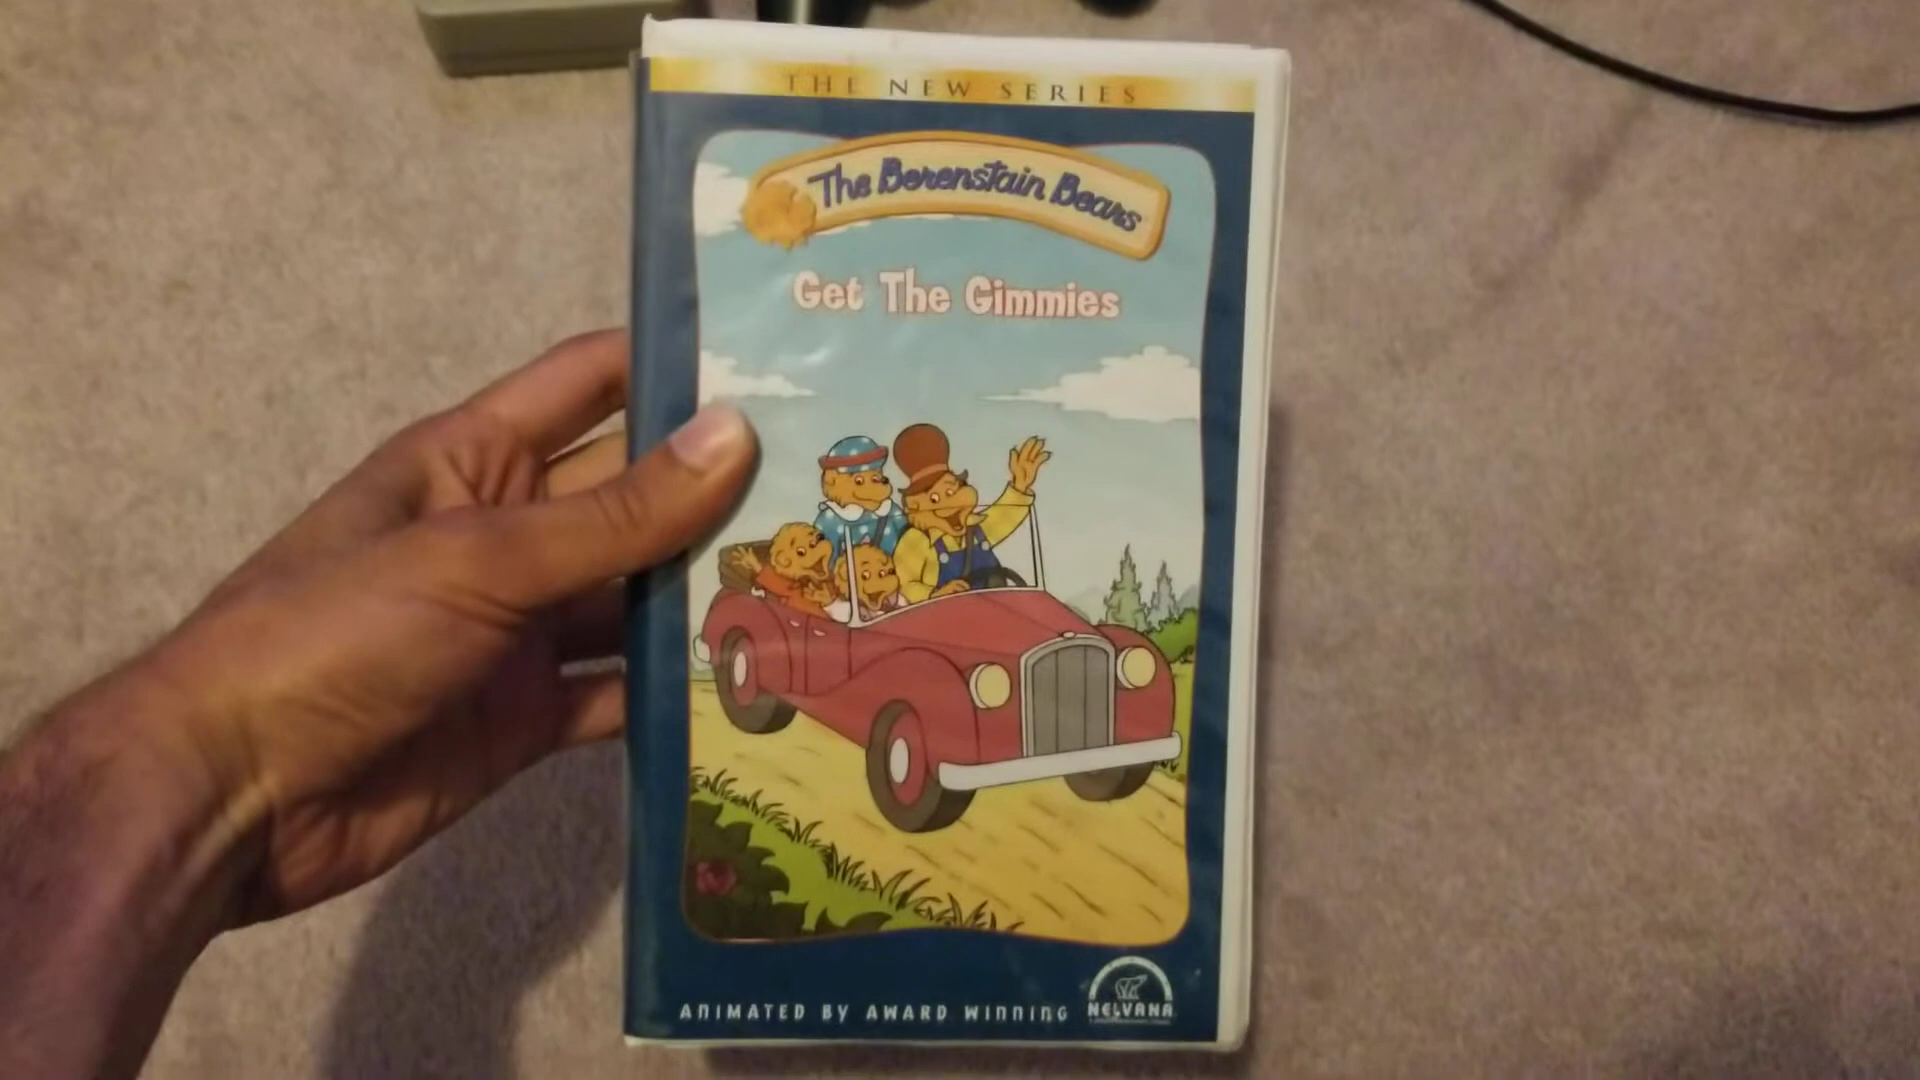 THE NEW SERIES
The Berenstain Bears
Get The Gimmies
ANIMATED BY AWARD WINNING
NELVANA